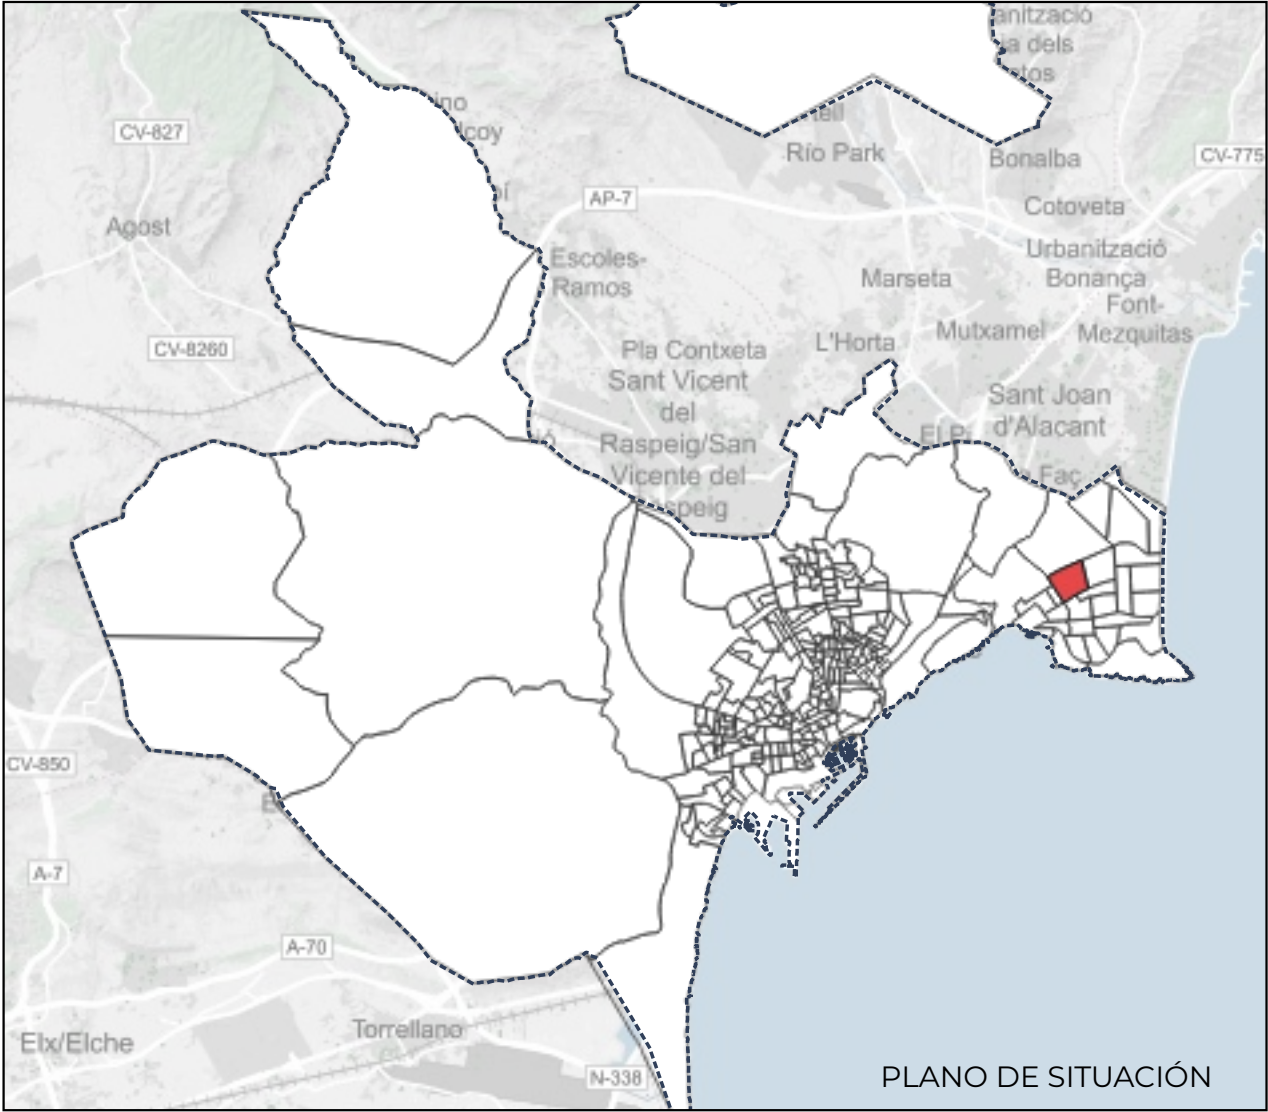 anització
a dels
CV-827
Río Park
Bonalba
CV-775
AP-7
Cotoveta
Agost
Escoles-
Ramos
Urbanització
Bonança
Marseta
Font-
Mezquitas
Mutxamel
L'Horta
CV-8260
Pla Contxeta
Sant Vicent
del
Raspeig/San
Vicente del
speig
Sant Joan
d'Alacant
Faç
CV-850
A-7
A-70
Elx/Elche
Torrellano
N-338
PLANO DE SITUACIÓN